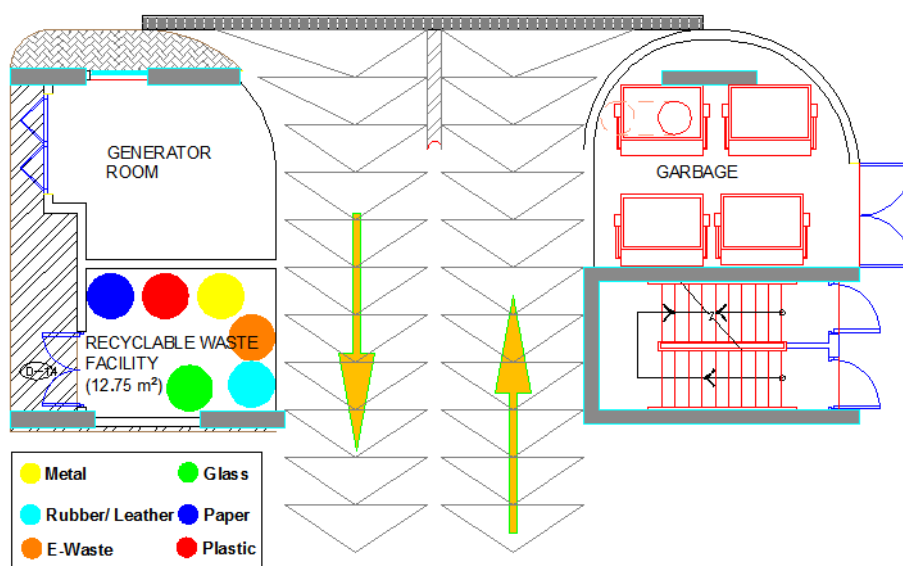 GENERATOR
ROOM
GARBAGE
RECYCLABLE WASTE
FACILITY
(12.75 m²)
Metal
Glass
Rubber/ Leather
Paper
E-Waste
Plastic